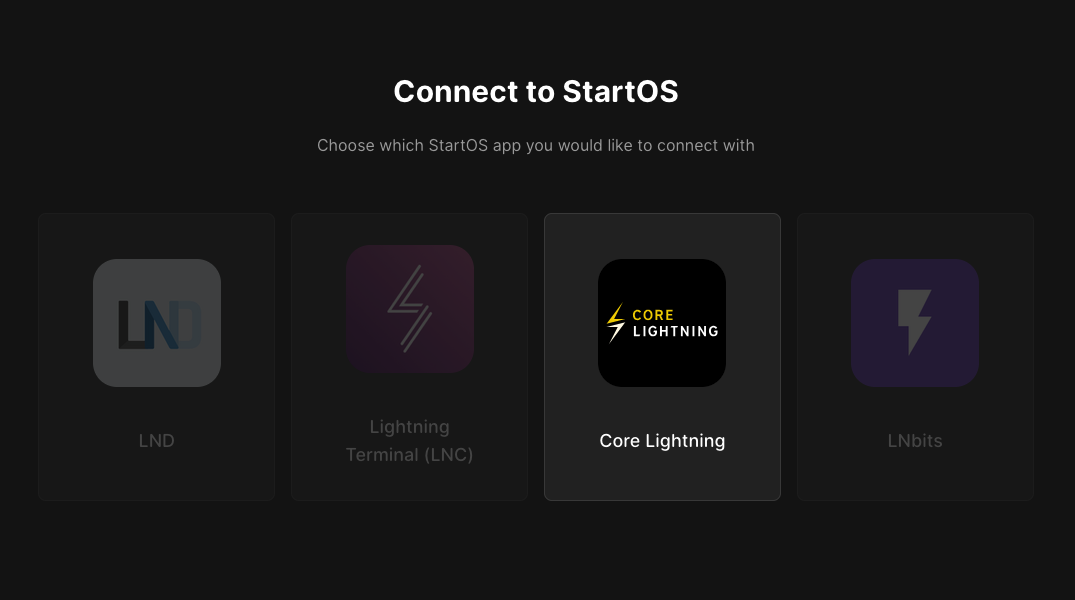 Connect to StartOS
Choose which StartOS app you would like to connect with
LND
CORE
LIGHTNING
LND
Lightning
Terminal (LNC)
Core Lightning
LNbits